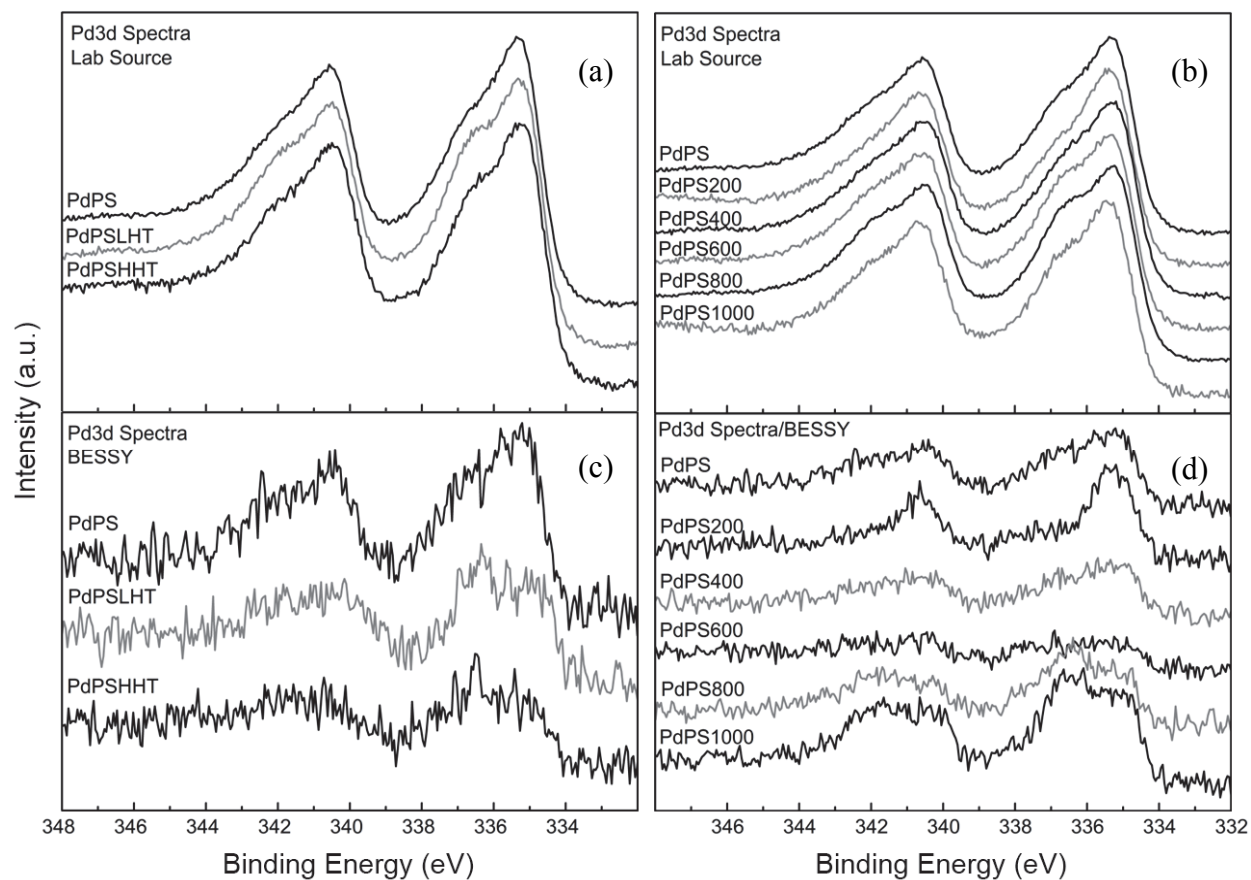 Pd3d Spectra
Lab Source
(a)
PdPS
PdPSLHT
PdPSHHT
Pd3d Spectra
Lab Source
(b)
PdPS
PdPS200
PdPS400
PdPS600
PdPS800
PdPS1000
Intensity (a.u.)
Pd3d Spectra
BESSY
(c)
PdPS
PdPSLHT
PdPSHHT
348 346 344 342 340 338 336 334
Binding Energy (eV)
Pd3d Spectra/BESSY
(d)
PdPS
PdPS200
PdPS400
PdPS600
PdPS800
PdPS1000
346 344 342 340 338 336 334 332
Binding Energy (eV)